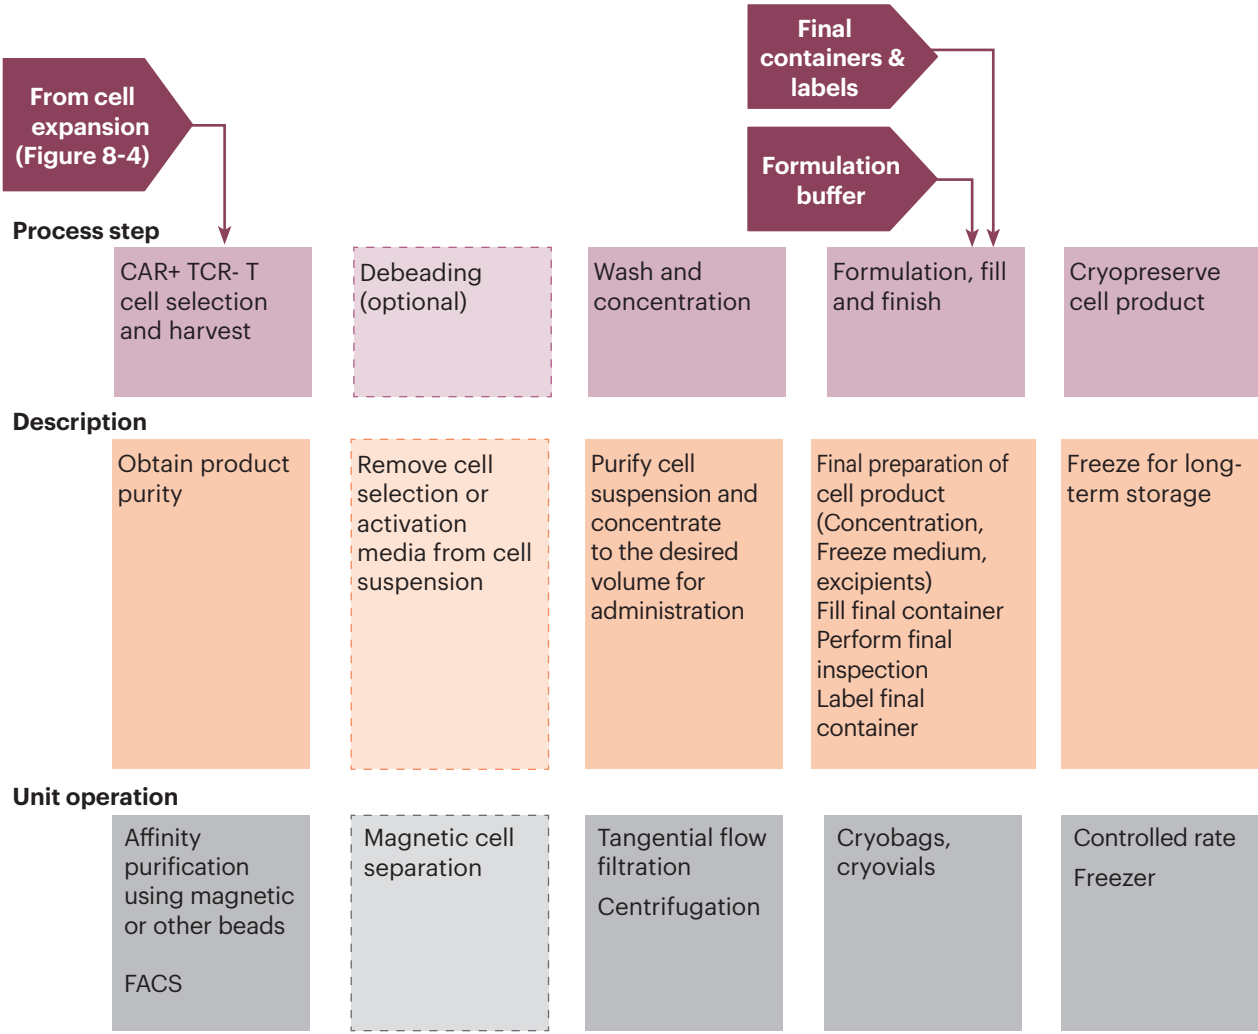 From cell
expansion
(Figure 8-4)
Final
containers &
labels
Formulation
buffer
Process step
CAR+ TCR- T
cell selection
and harvest
Debeading
(optional)
Wash and
concentration
Formulation, fill
and finish
Cryopreserve
cell product
Description
Obtain product
purity
Remove cell
selection or
activation
media from cell
suspension
Purify cell
suspension and
concentrate
to the desired
volume for
administration
Final preparation of
cell product
(Concentration,
Freeze medium,
excipients)
Fill final container
Perform final
inspection
Label final
container
Freeze for long-
term storage
Unit operation
Affinity
purification
using magnetic
or other beads
FACS
Magnetic cell
separation
Tangential flow
filtration
Centrifugation
Cryobags,
cryovials
Controlled rate
Freezer